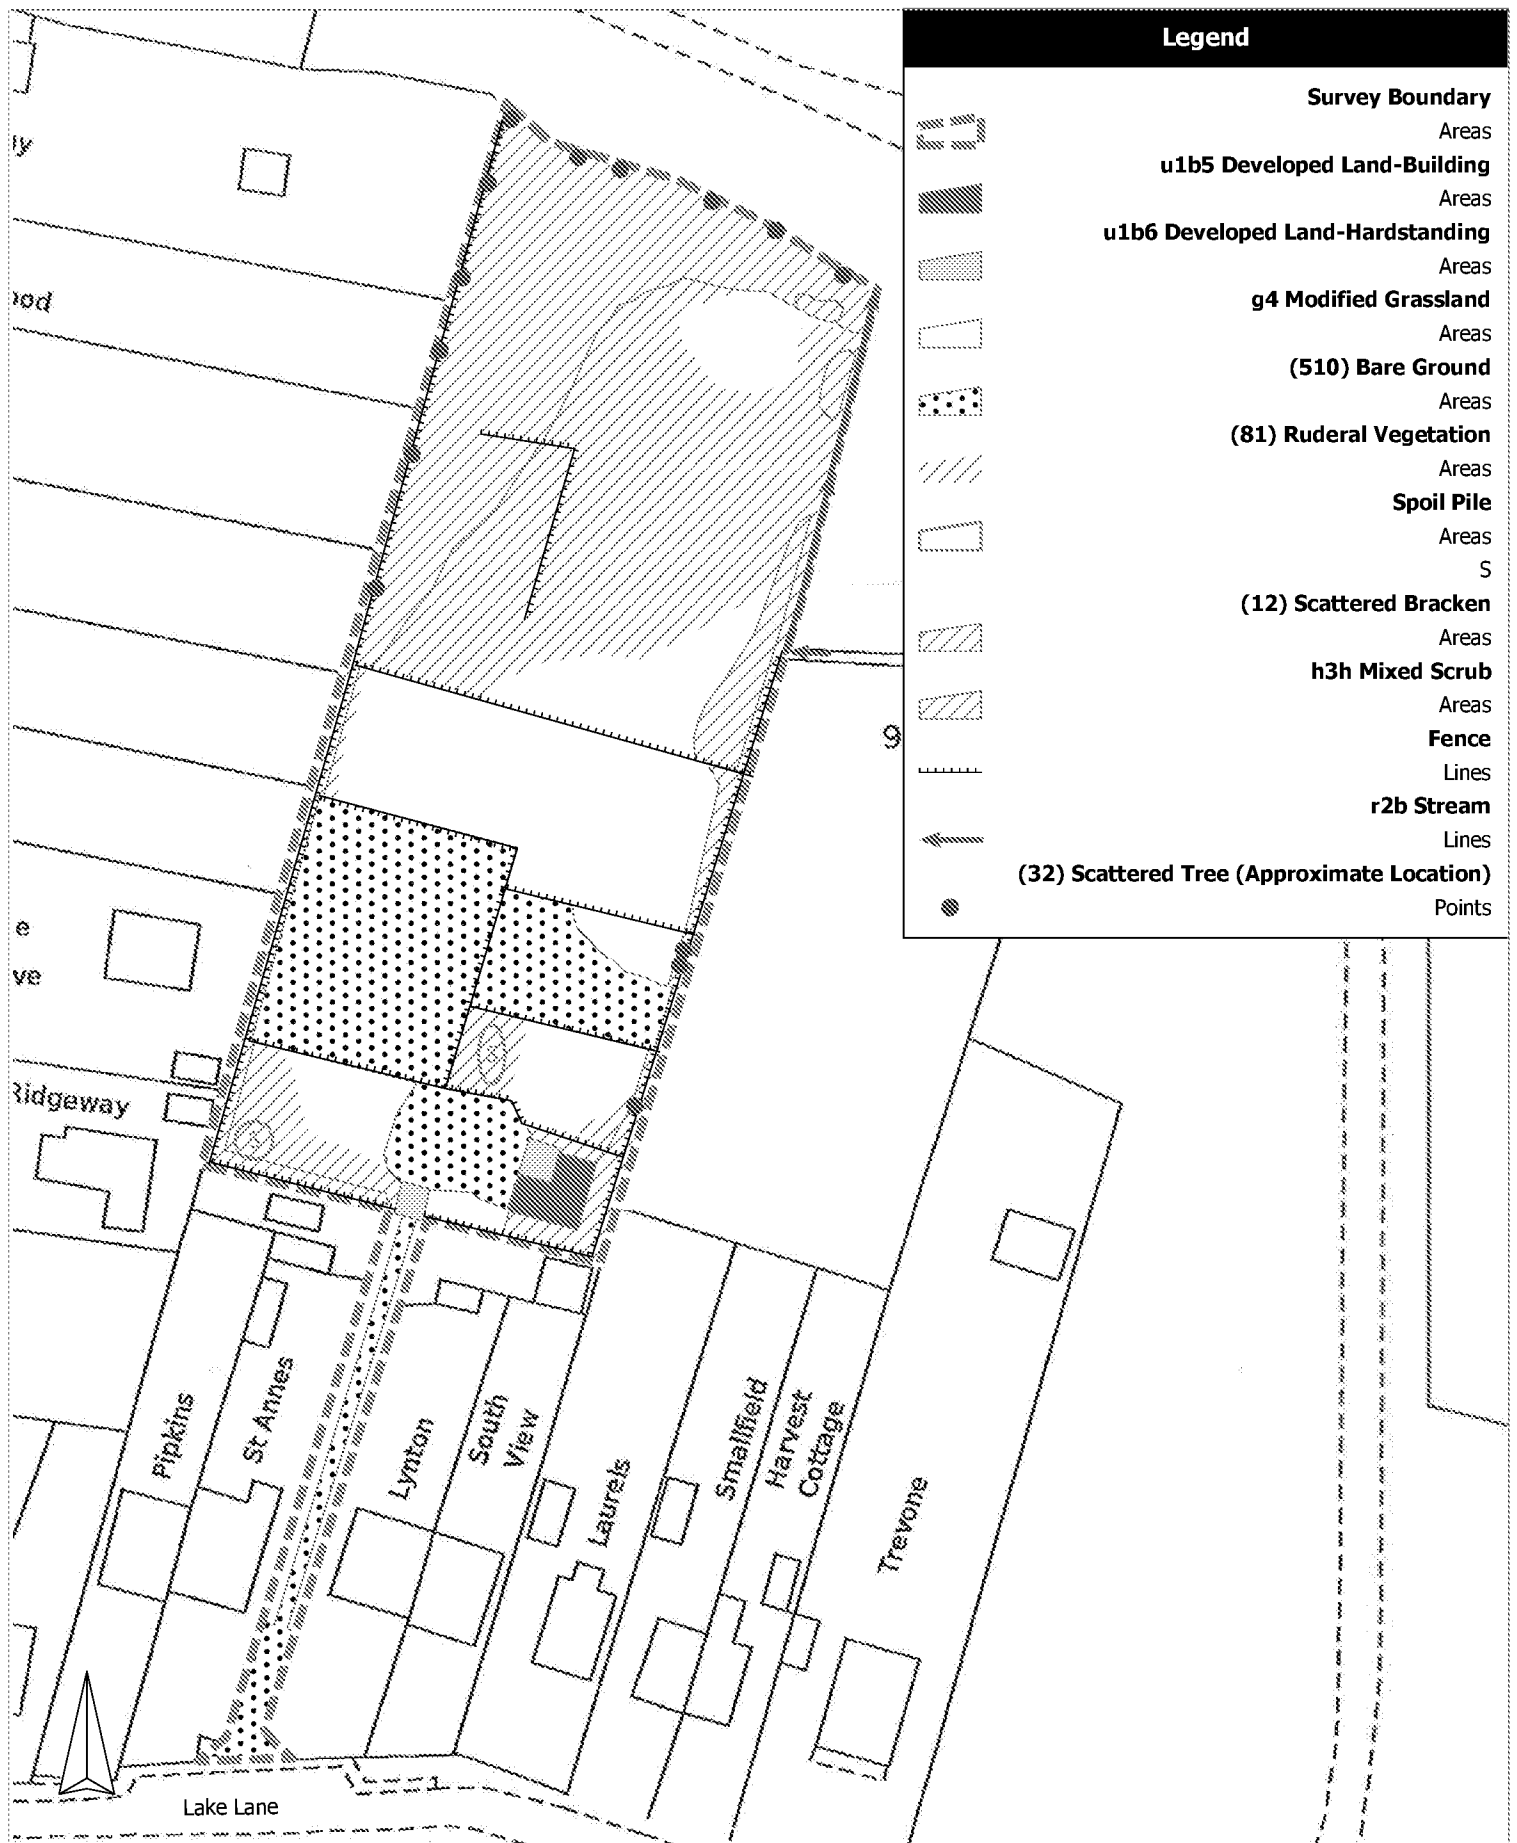 Legend
Survey Boundary
Areas
u1b5 Developed Land-Building
Areas
u1b6 Developed Land-Hardstanding
Areas
g4 Modified Grassland
Areas
(510) Bare Ground
Areas
(81) Ruderal Vegetation
Areas
Spoil Pile
Areas
S
(12) Scattered Bracken
Areas
h3h Mixed Scrub
Areas
Fence
Lines
r2b Stream
Lines
(32) Scattered Tree (Approximate Location)
Points
9
e
ve
Ridgeway
S
S
Pipkins
St Annes
Lynton
South
View
Laurels
Smallfield
Harvest
Cottage
Trevone
Lake Lane